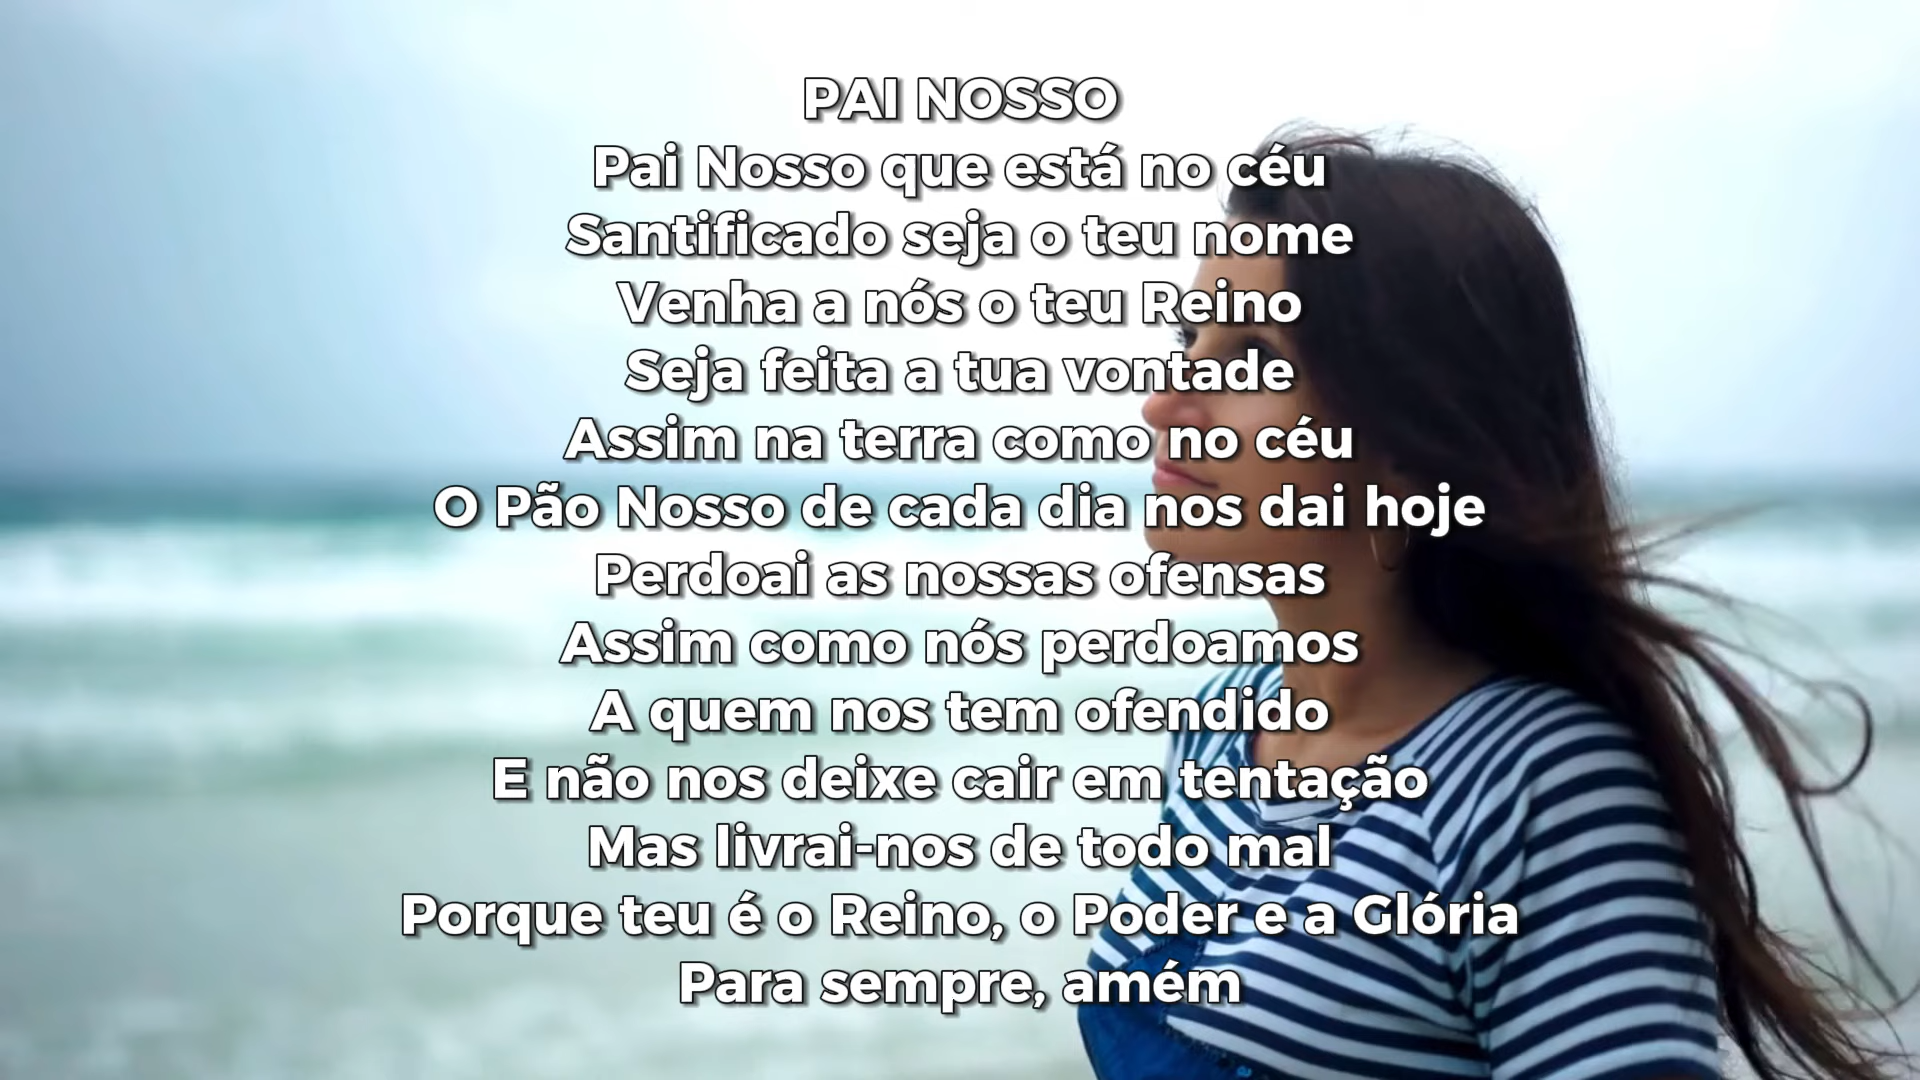 PAI NOSSO
Pai Nosso que está no céu
Santificado seja o teu nome
Venha a nós o teu Reino
Seja feita a tua vontade
Assim na terra como no céu
O Pão Nosso de cada dia nos dai hoje
Perdoai as nossas ofensas
Assim como nós perdoamos
A quem nos tem ofendido
E não nos deixe cair em tentação
Mas livrai-nos de todo mal
Porque teu é o Reino, o Poder e a Glória
Para sempre, amém